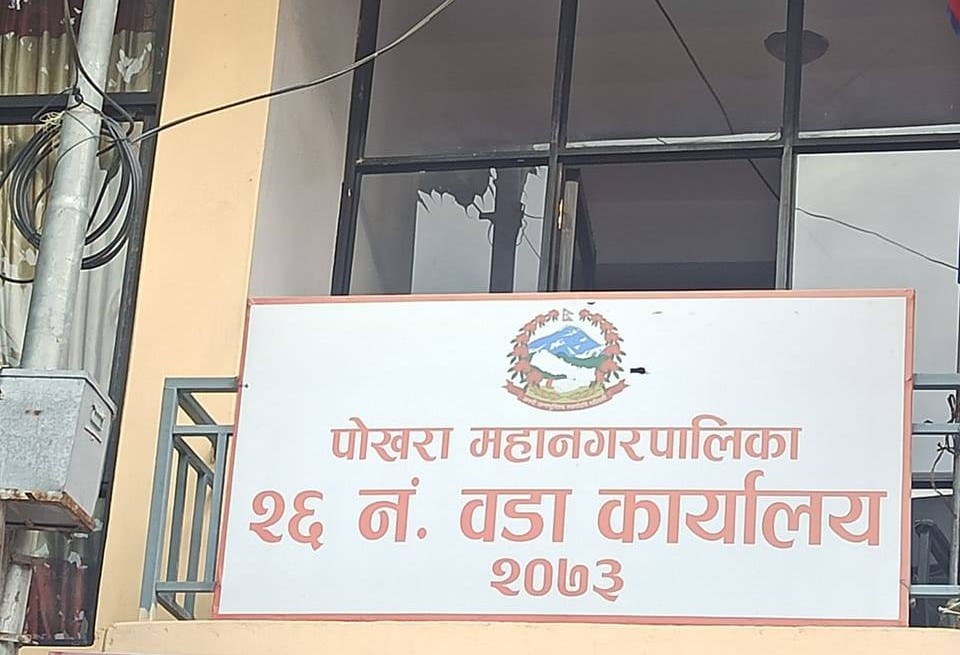 पोखरा महानगरपालिका
२६ नं. वडा कार्यालय
२०७३